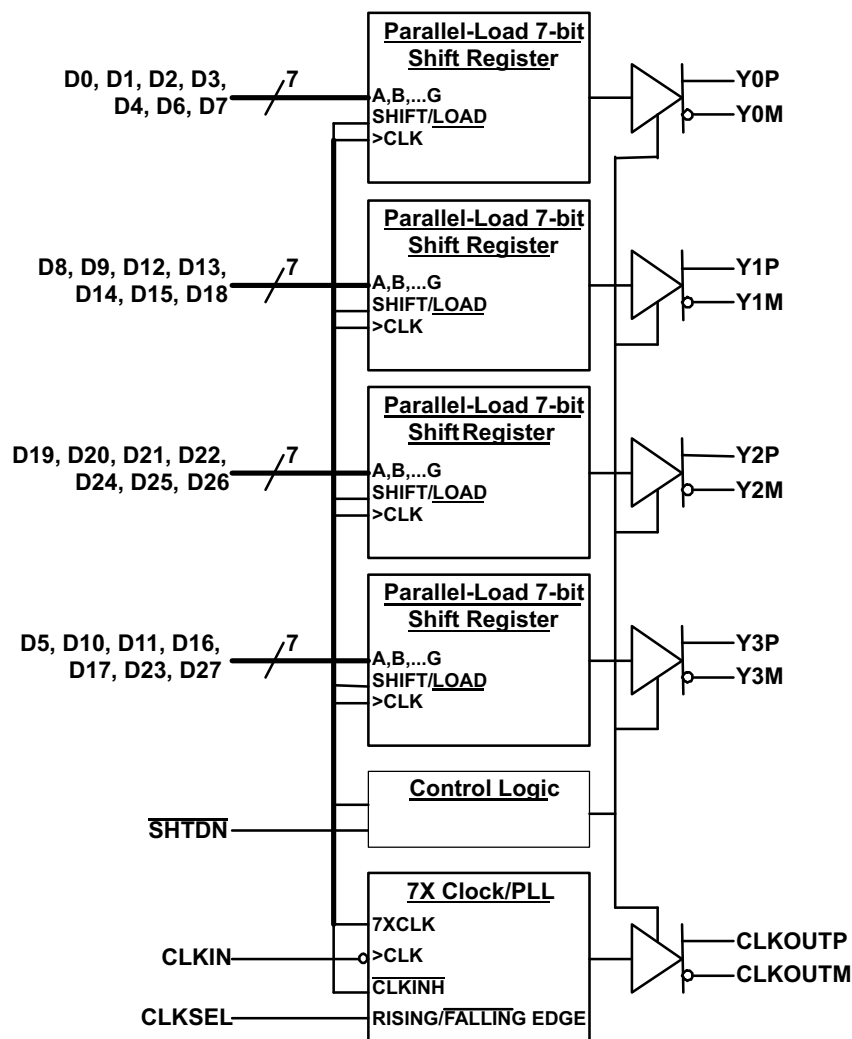 Parallel-Load 7-bit
Shift Register
D0, D1, D2, D3,
D4, D6, D7
7
A,B,...G
SHIFT/LOAD
>CLK
Y0P
Y0M
Parallel-Load 7-bit
Shift Register
D8, D9, D12, D13,
D14, D15, D18
7
A,B,...G
SHIFT/LOAD
>CLK
Y1P
Y1M
Parallel-Load 7-bit
Shift Register
D19, D20, D21, D22,
D24, D25, D26
7
A,B,...G
SHIFT/LOAD
>CLK
Y2P
Y2M
Parallel-Load 7-bit
Shift Register
D5, D10, D11, D16,
D17, D23, D27
7
A,B,...G
SHIFT/LOAD
>CLK
Y3P
Y3M
Control Logic
SHTDN
7X Clock/PLL
7XCLK
CLKIN
>CLK
CLKINH
CLKSEL
RISING/FALLING EDGE
CLKOUTP
CLKOUTM